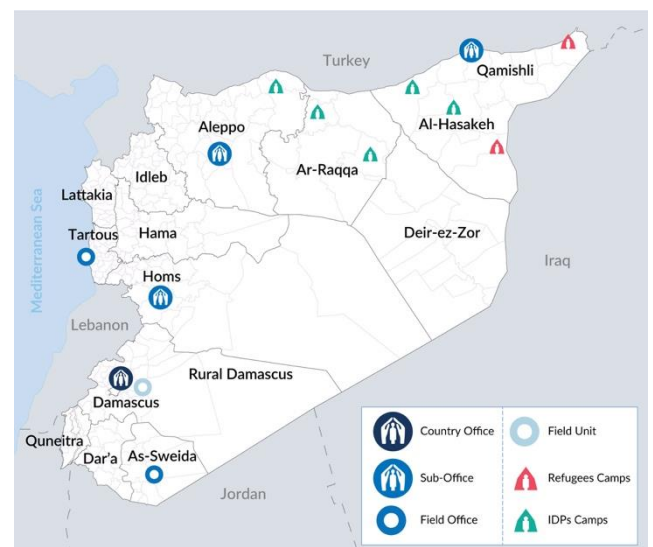 Turkey
Qamishli
Aleppo
Al-Hasakeh
Idleb
Ar-Raqqa
Lattakia
Tartous
Hama
Deir-ez-Zor
Mediterranean Sea
Homs
Iraq
Lebanon
Rural Damascus
Damascus
Quneitra
Dar'a
As-Sweida
Jordan
Country Office
Field Unit
Sub-Office
Refugees Camps
Field Office
IDPs Camps